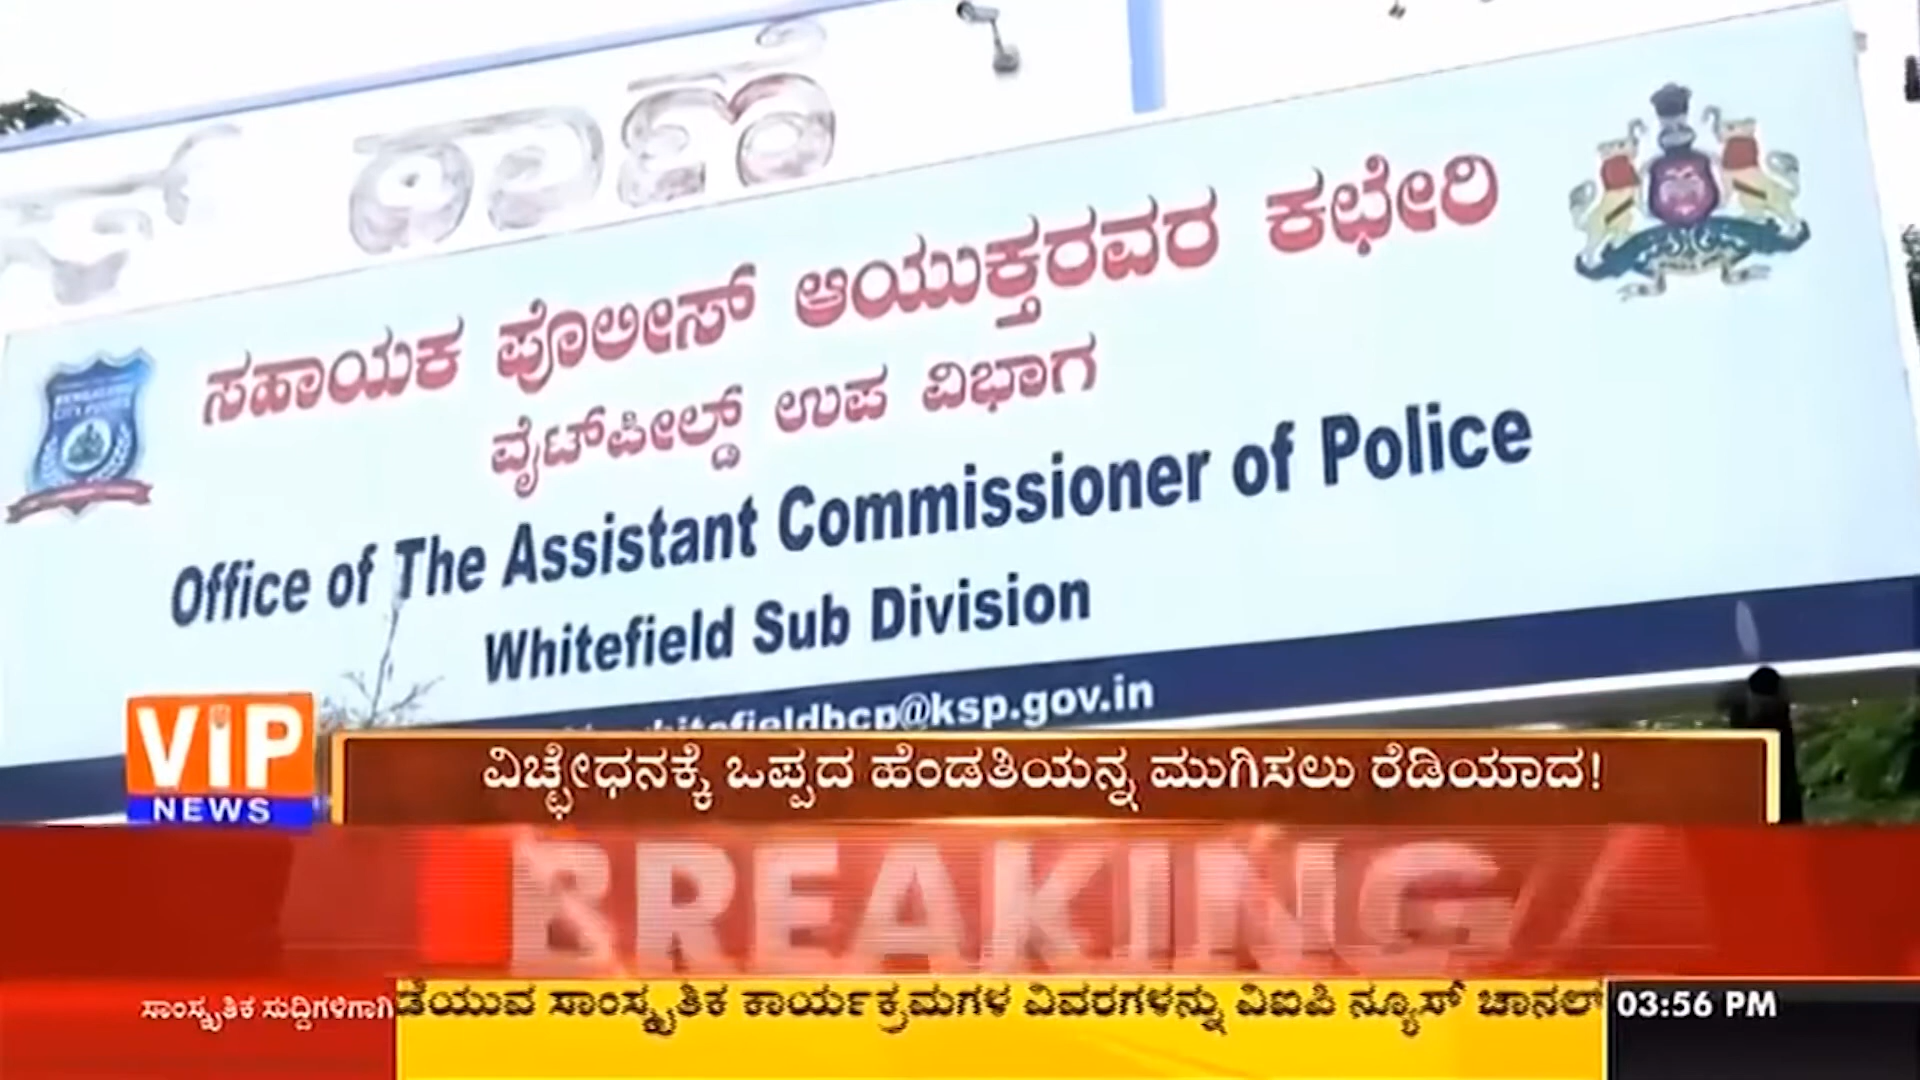 ಸಹಾಯಕ ಪೊಲೀಸ್ ಆಯುಕ್ತರವರ ಕಛೇರಿ
ವೈಟ್‌ಪೀಲ್ಡ್ ಉಪ ವಿಭಾಗ
Office of The Assistant Commissioner of Police
Whitefield Sub Division
@ksp.gov.in
VIP
NEWS
ವಿಚ್ಛೇಧನಕ್ಕೆ ಒಪ್ಪದ ಹೆಂಡತಿಯನ್ನ ಮುಗಿಸಲು ರೆಡಿಯಾದ!
BREAKING
ಸಾಂಸ್ಕೃತಿಕ ಸುದ್ದಿಗಳಿಗಾಗಿ ಡೆಯುವ ಸಾಂಸ್ಕೃತಿಕ ಕಾರ್ಯಕ್ರಮಗಳ ವಿವರಗಳನ್ನು ವಿಐಪಿ ನ್ಯೂಸ್ ಚಾನಲ್ 03:56 PM